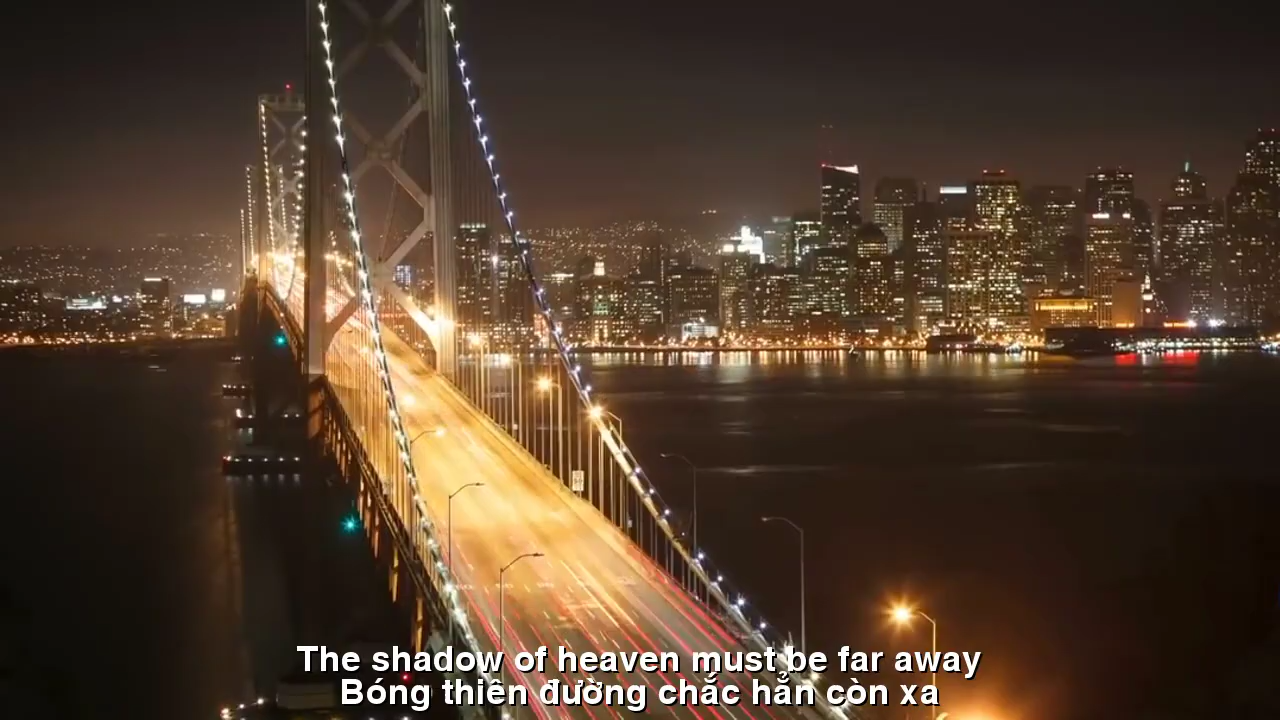 The shadow of heaven must be far away
Bóng thiên đường chắc hẳn còn xa